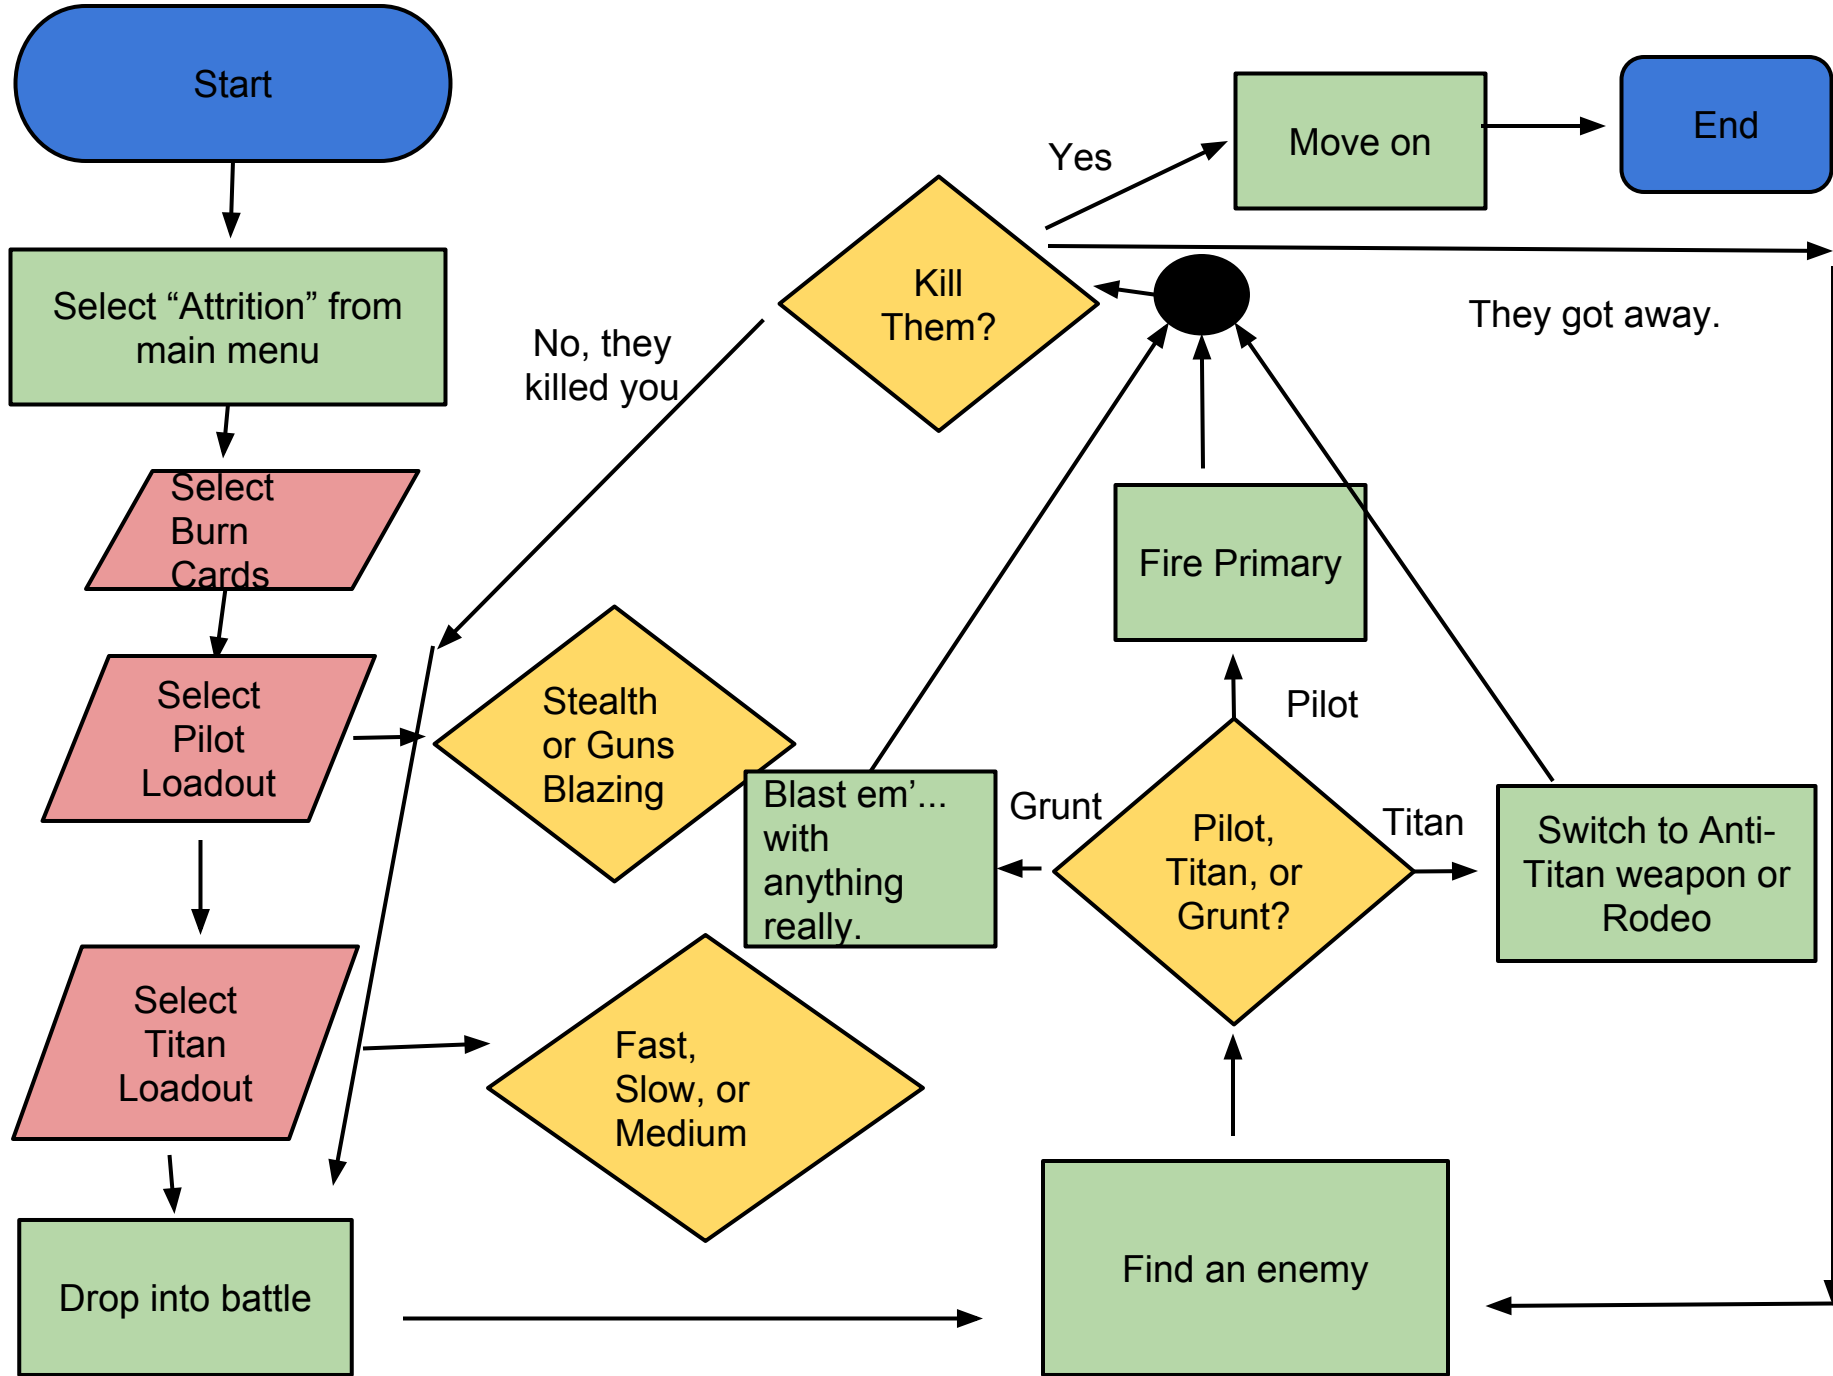 Start
Select “Attrition” from
main menu
Select
Burn
Cards
Select
Pilot
Loadout
Select
Titan
Loadout
Drop into battle
Stealth
or Guns
Blazing
Fast,
Slow, or
Medium
No, they
killed you
Kill
Them?
Yes
Move on
End
They got away.
Fire Primary
Pilot
Blast em’...
with
anything
really.
Grunt
Pilot,
Titan, or
Grunt?
Titan
Switch to Anti-
Titan weapon or
Rodeo
Find an enemy